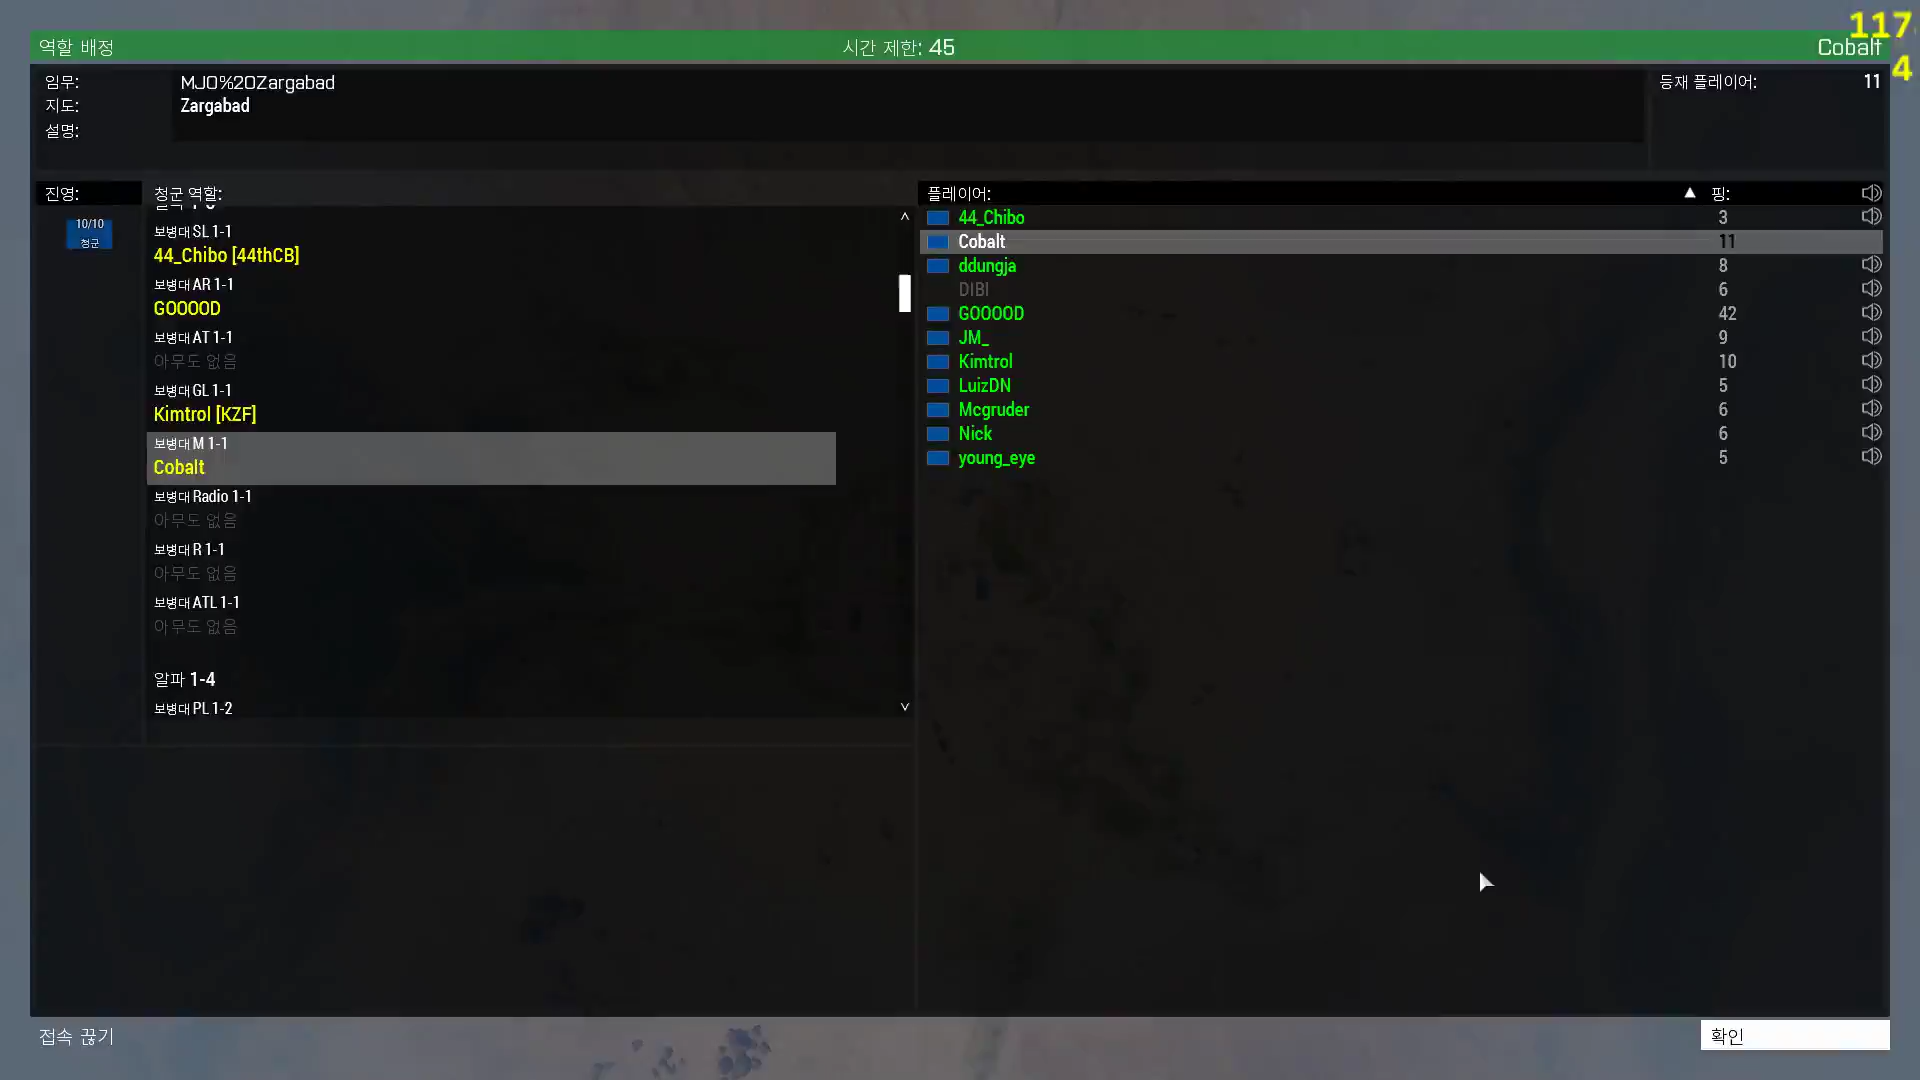 117
4
역할 배정
시간 제한: 45
Cobalt
임무:
MJO%20Zargabad
등재 플레이어:
11
지도:
Zargabad
설명:
진영:
10/10
청군
청군 역할:
보병대 SL 1-1
44_Chibo [44thCB]
보병대 AR 1-1
GOOOOD
보병대 AT 1-1
아무도 없음
보병대 GL 1-1
Kimtrol [KZF]
보병대 M 1-1
Cobalt
보병대 Radio 1-1
아무도 없음
보병대 R 1-1
아무도 없음
보병대 ATL 1-1
아무도 없음
알파 1-4
보병대 PL 1-2
플레이어:
핑:
44_Chibo 3
Cobalt 11
ddungja 8
DIBI 6
GOOOOD 42
JM_ 9
Kimtrol 10
LuizDN 5
Mcgruder 6
Nick 6
young_eye 5
접속 끊기
확인